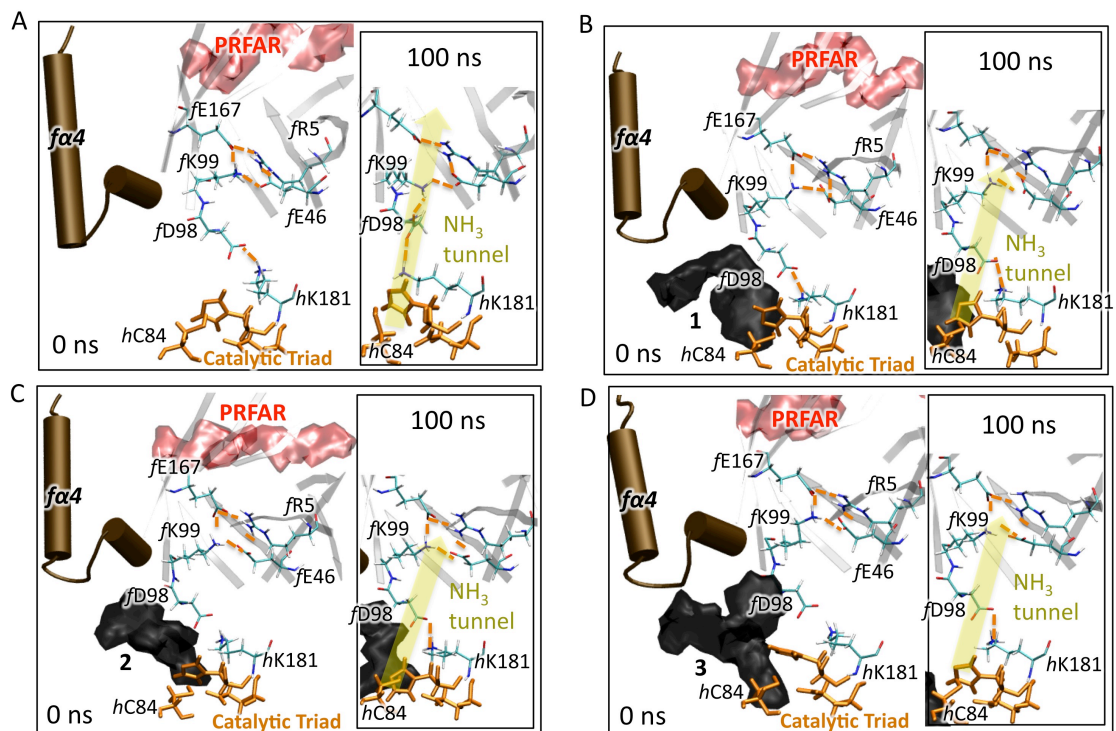 A
PRFAR
fE167
fα4
fR5
fK99
fE46
fD98
hK181
hC84
0 ns
Catalytic Triad
100 ns
fK99
fD98
NH3
tunnel
hK181
hC84
B
PRFAR
fE167
fα4
fR5
fK99
fE46
fD98
1
hK181
hC84
0 ns
Catalytic Triad
100 ns
fK99
NH3
tunnel
fD98
hK181
hC84
C
PRFAR
fE167
fα4
fR5
fK99
fE46
fD98
2
hK181
hC84
0 ns
Catalytic Triad
100 ns
fK99
NH3
tunnel
fD98
hK181
hC84
D
PRFAR
fE167
fα4
fR5
fK99
fE46
fD98
3
hK181
hC84
0 ns
Catalytic Triad
100 ns
fK99
NH3
tunnel
fD98
hK181
hC84